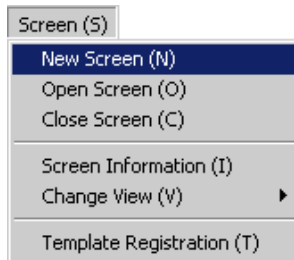 Screen (S)
New Screen (N)
Open Screen (O)
Close Screen (C)
Screen Information (I)
Change View (V)
Template Registration (T)